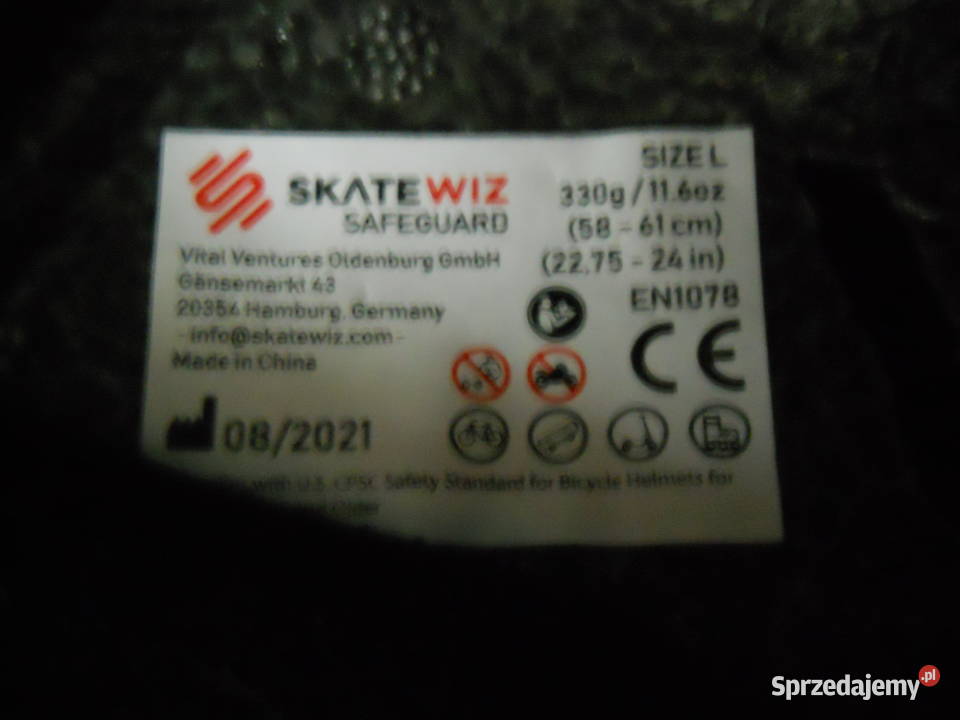 SKATEWIZ
SAFEGUARD
Vital Ventures Oldenburg GmbH
Gänsemarkt 43
20354 Hamburg, Germany
-info@skatewiz.com-
Made in China
08/2021
SIZE L
330g / 11.6oz
(58 - 61 cm)
(22.75 - 24 in)
EN1078
CE
with U.S. CPSC Safety Standard for Bicycle Helmets for
Older
Sprzedajemy.pl